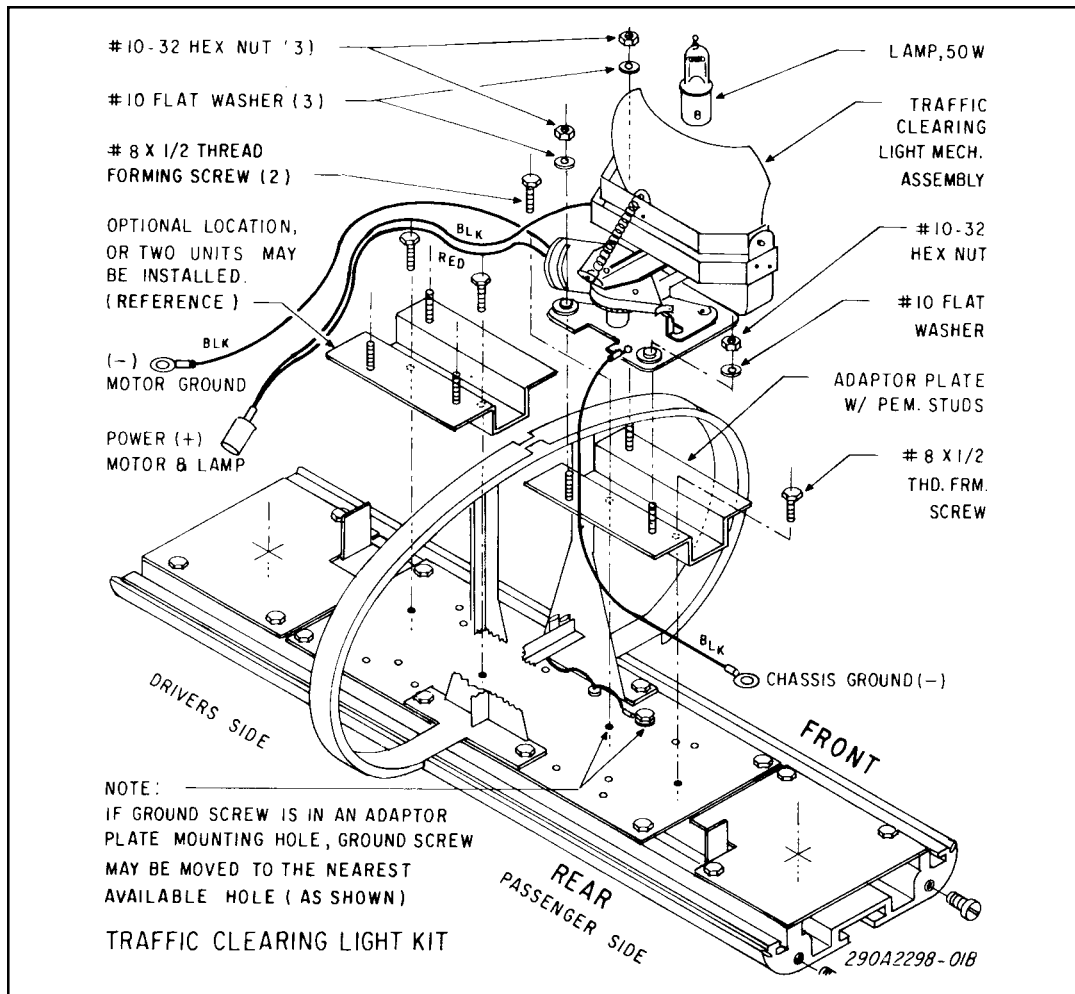 #10-32 HEX NUT '3)
#10 FLAT WASHER (3)
#8 X 1/2 THREAD
FORMING SCREW (2)
OPTIONAL LOCATION,
OR TWO UNITS MAY
BE INSTALLED.
(REFERENCE)
BLK
RED
BLK
(-)
MOTOR GROUND
POWER (+)
MOTOR & LAMP
LAMP, 50W
8
TRAFFIC
CLEARING
LIGHT MECH.
ASSEMBLY
#10-32
HEX NUT
#10 FLAT
WASHER
ADAPTOR PLATE
W/ PEM. STUDS
#8 X 1/2
THD. FRM.
SCREW
BLK
CHASSIS GROUND (-)
DRIVERS SIDE
FRONT
REAR
PASSENGER SIDE
NOTE:
IF GROUND SCREW IS IN AN ADAPTOR
PLATE MOUNTING HOLE, GROUND SCREW
MAY BE MOVED TO THE NEAREST
AVAILABLE HOLE (AS SHOWN)
TRAFFIC CLEARING LIGHT KIT
290A2298-01B